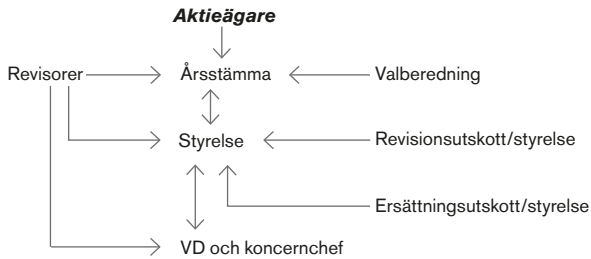 Aktieägare
Revisorer
Årsstämma
Valberedning
Styrelse
Revisionsutskott/styrelse
Ersättningsutskott/styrelse
VD och koncernchef